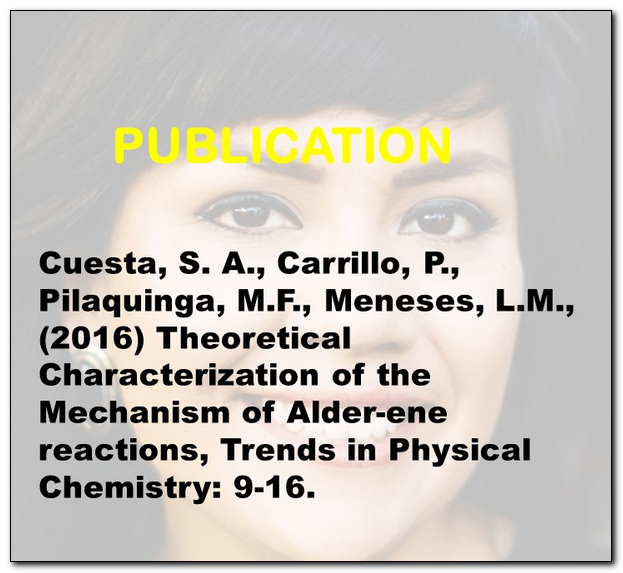 PUBLICATION
Cuesta, S. A., Carrillo, P.,
Pilaquinga, M.F., Meneses, L.M.,
(2016) Theoretical
Characterization of the
Mechanism of Alder-ene
reactions, Trends in Physical
Chemistry: 9-16.